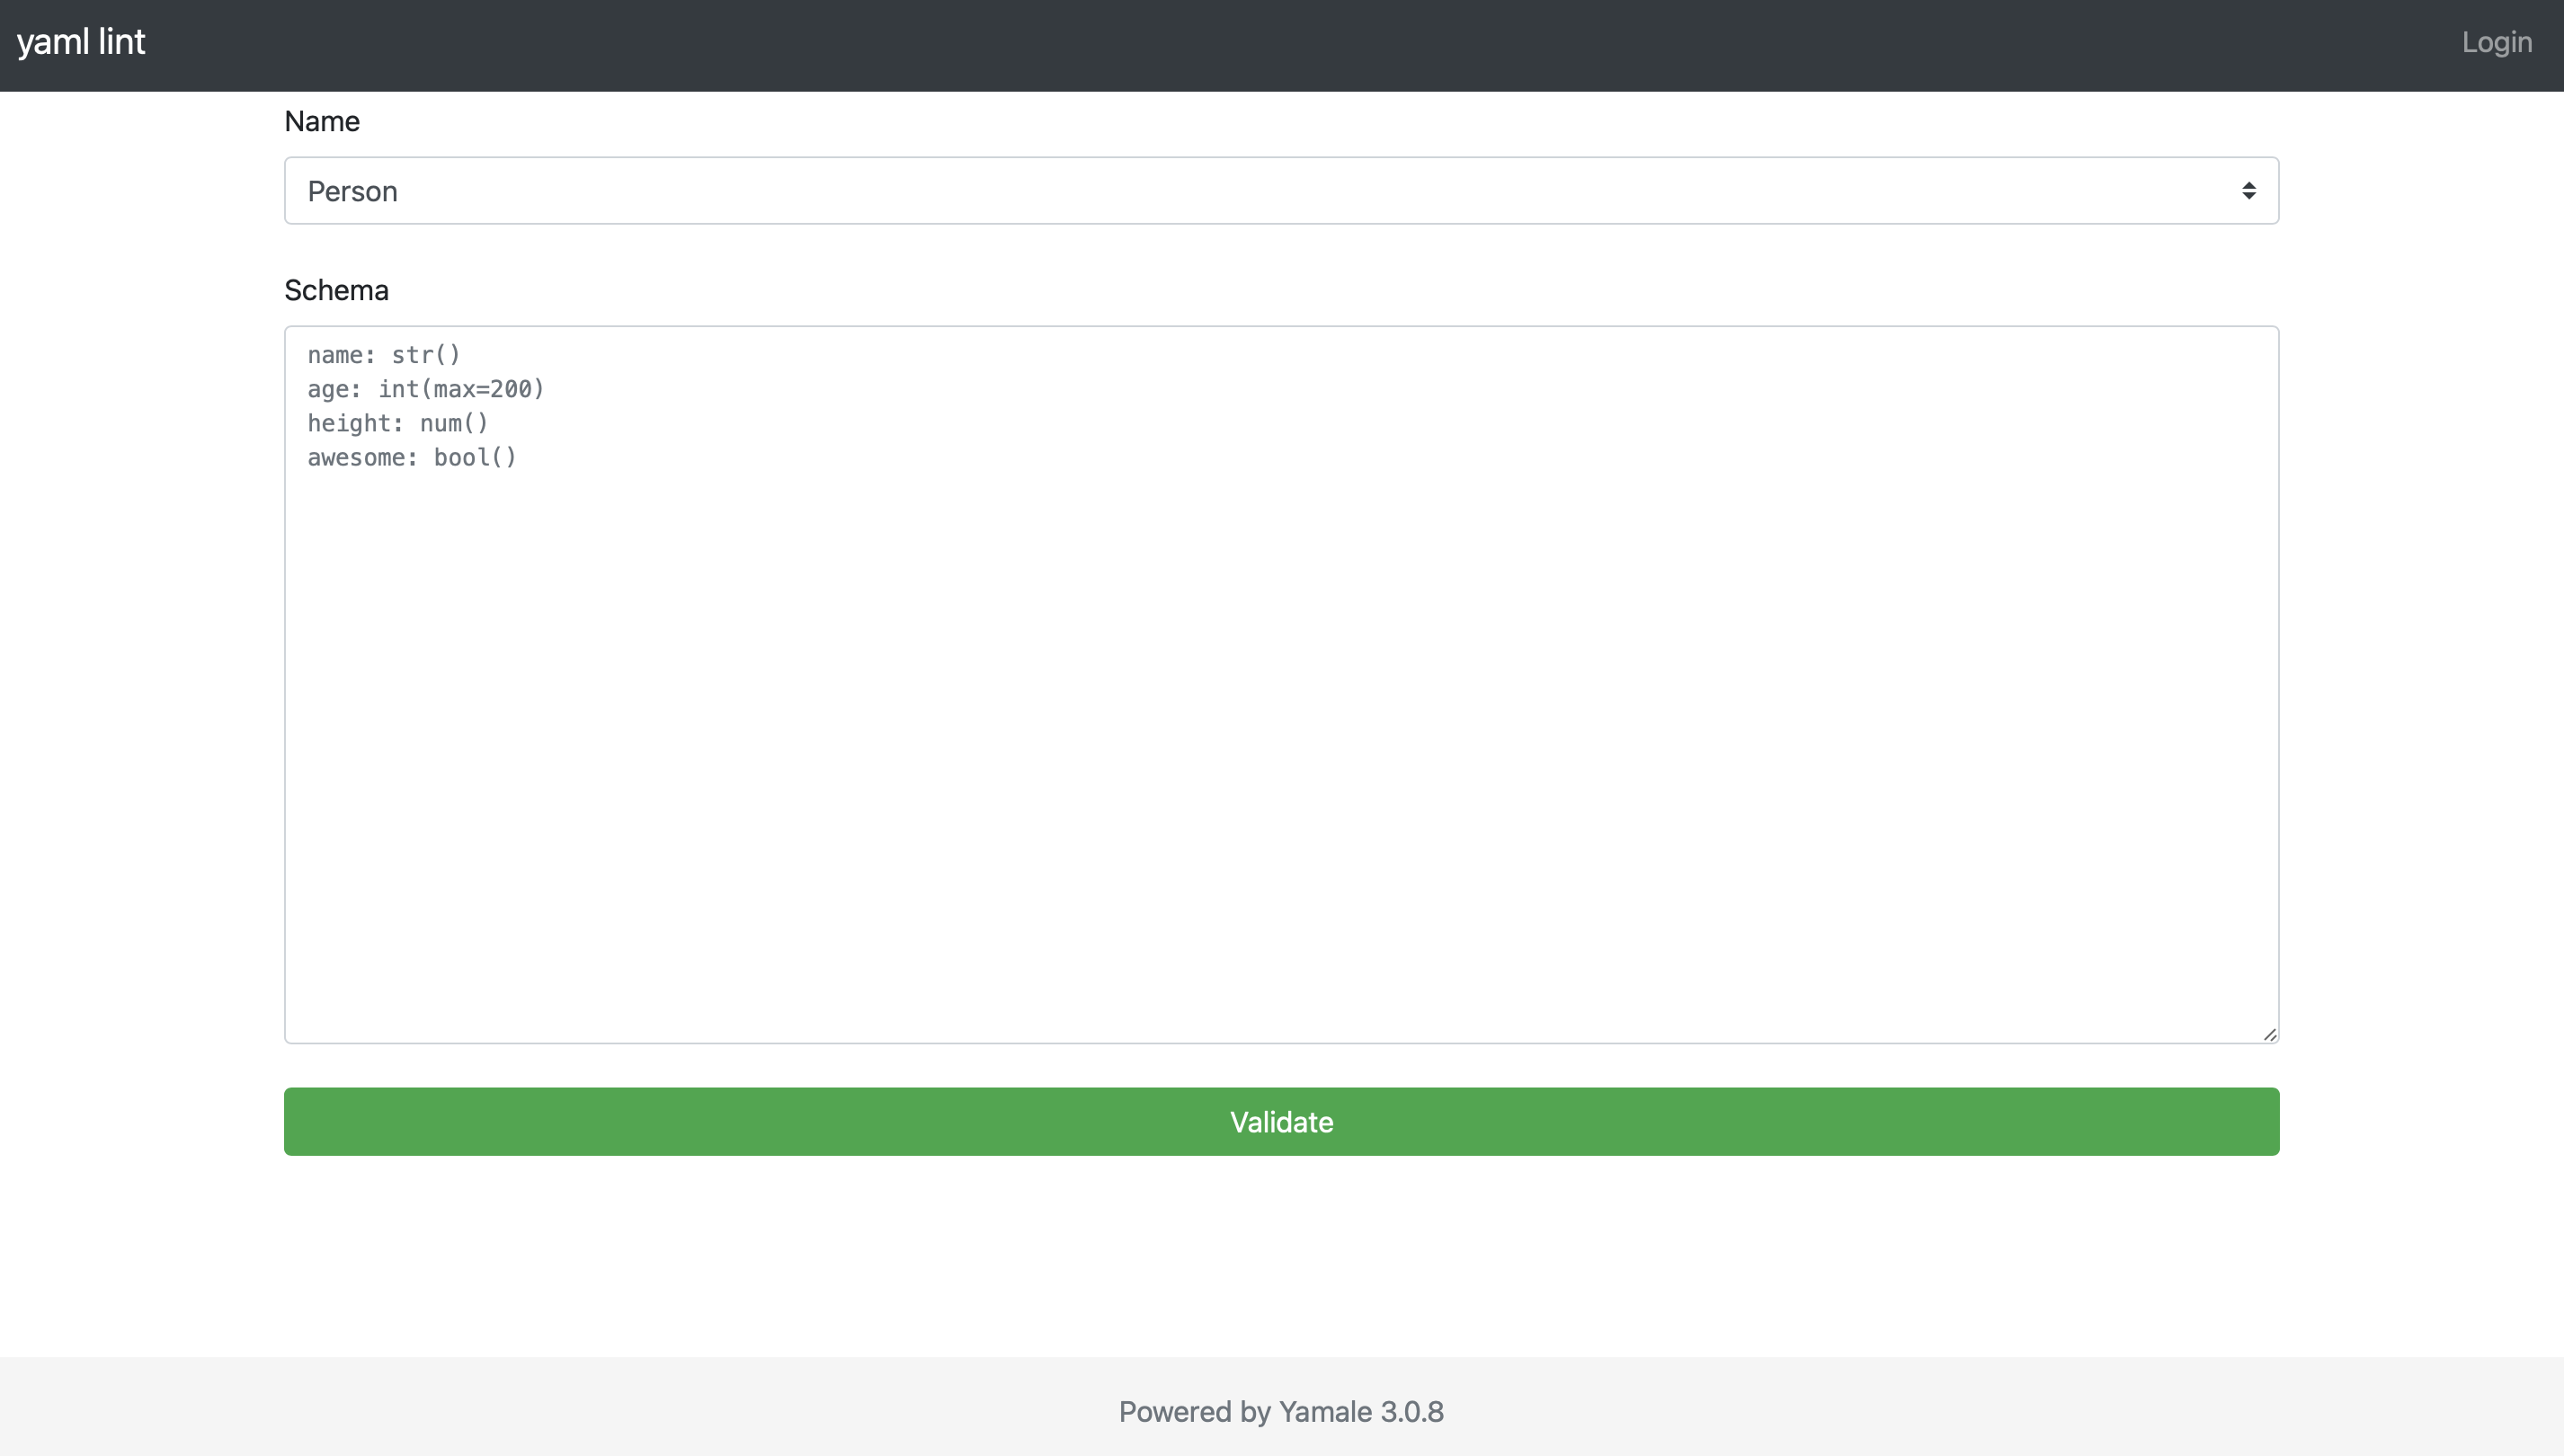 yaml lint
Login
Name
Person
Schema
name: str()
age: int(max=200)
height: num()
awesome: bool()
Validate
Powered by Yamale 3.0.8